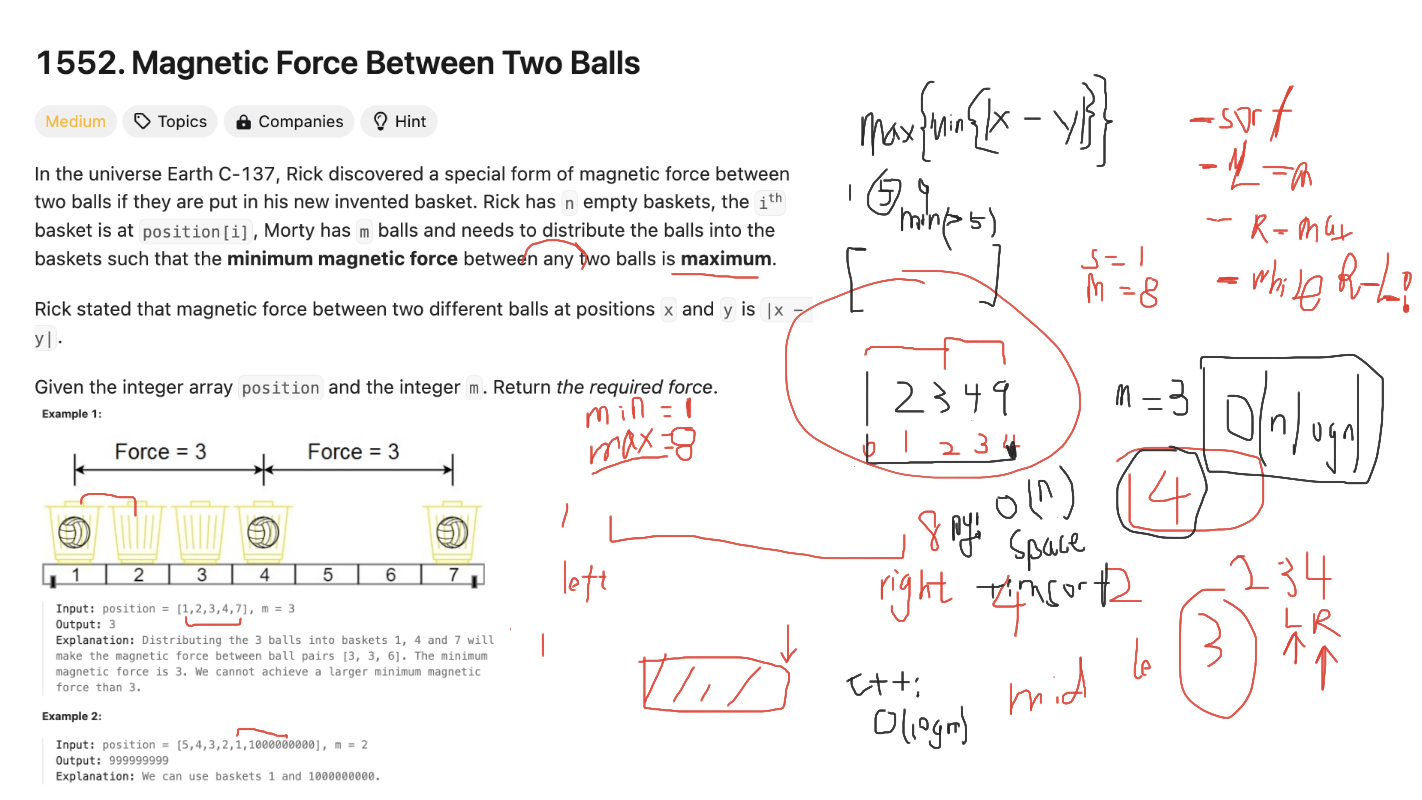 1552. Magnetic Force Between Two Balls
Medium Topics Companies Hint
In the universe Earth C-137, Rick discovered a special form of magnetic force between
two balls if they are put in his new invented basket. Rick has n empty baskets, the ith
basket is at position[i], Morty has m balls and needs to distribute the balls into the
baskets such that the minimum magnetic force between any two balls is maximum.
Rick stated that magnetic force between two different balls at positions x and y is |x -
y|.
Given the integer array position and the integer m. Return the required force.
Example 1:
Force = 3 Force = 3
1 2 3 4 5 6 7
Input: position = [1,2,3,4,7], m = 3
Output: 3
Explanation: Distributing the 3 balls into baskets 1, 4 and 7 will
make the magnetic force between ball pairs [3, 3, 6]. The minimum
magnetic force is 3. We cannot achieve a larger minimum magnetic
force than 3.
Example 2:
Input: position = [5,4,3,2,1,1000000000], m = 2
Output: 999999999
Explanation: We can use baskets 1 and 1000000000.
max{min{|x - y|}}
1 5 9
min(> 5)
[ ]
1 2 3 4 9
0 1 2 3 4
min = 1
max = 8
1 8
left right
1
4
2
py: O(n)
space
timsort
c++:
O(logn)
mid
- sort
- R = max
- while R-L
S = 1
M = 8
m = 3
O(nlogn)
14
2 3 4
L R
3